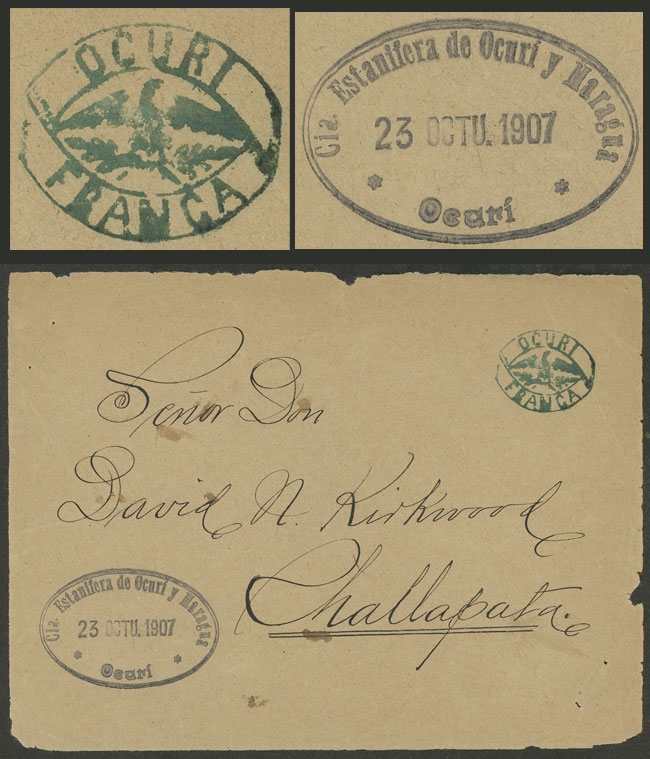 OCURI
FRANCA
Cia. Estanifera de Ocurí y Maragua
23 OCTU. 1907
* Ocurí *
OCURI
FRANCA
Señor Don
David N. Kirkwood
Challapata.
Cia. Estanifera de Ocurí y Maragua
23 OCTU. 1907
* Ocurí *